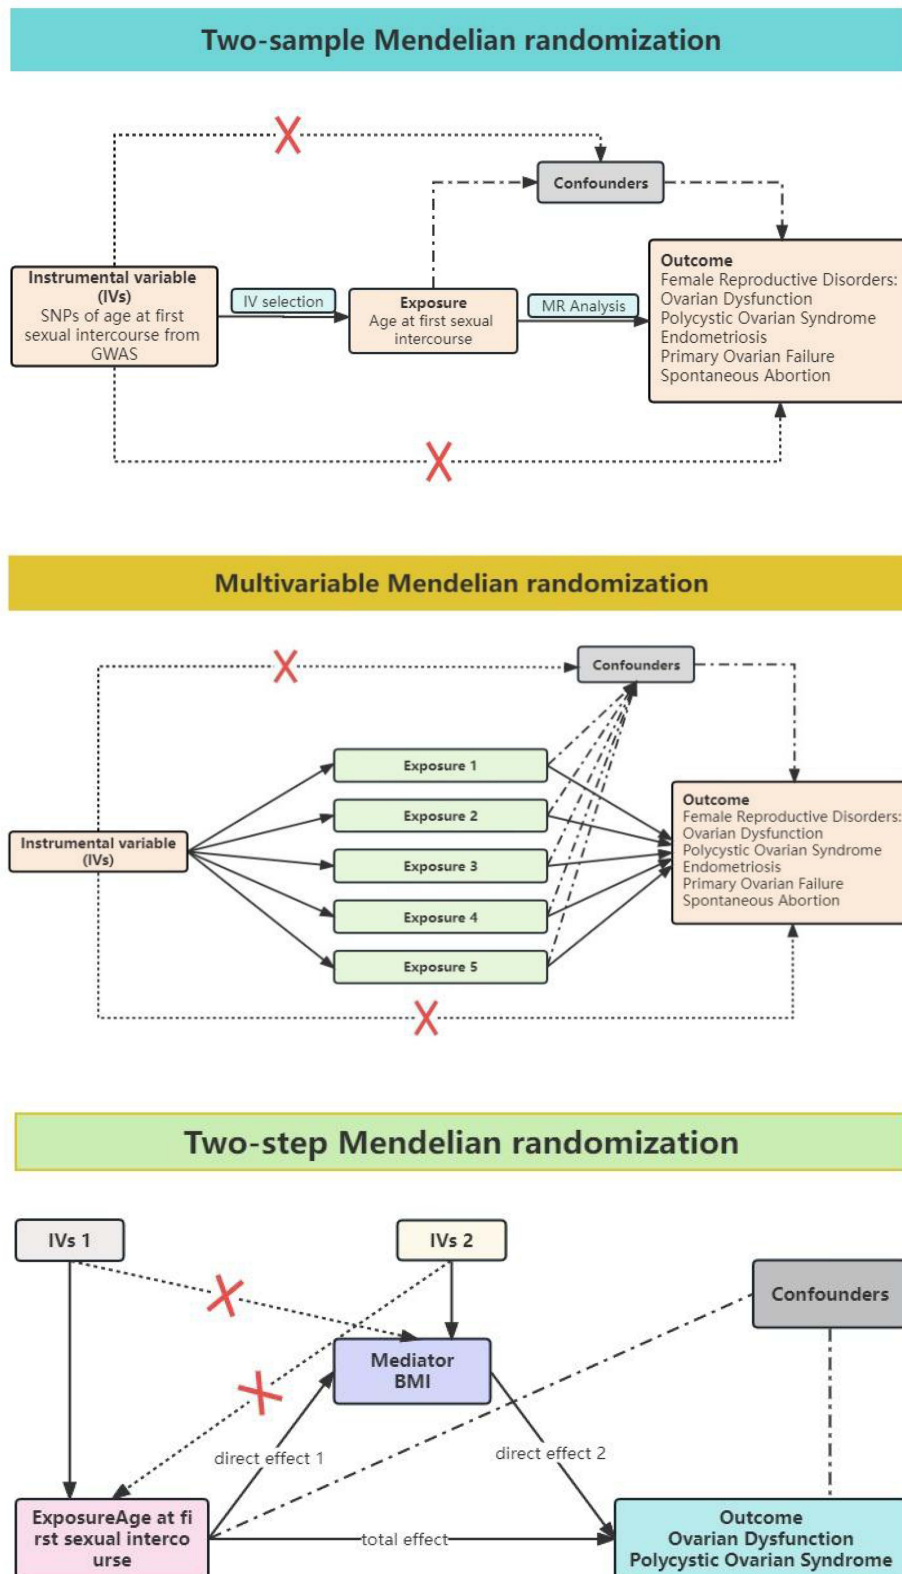 Two-sample Mendelian randomization
Confounders
Instrumental variable
(IVs)
SNPs of age at first
sexual intercourse from
GWAS
IV selection
Exposure
Age at first sexual
intercourse
MR Analysis
Outcome
Female Reproductive Disorders:
Ovarian Dysfunction
Polycystic Ovarian Syndrome
Endometriosis
Primary Ovarian Failure
Spontaneous Abortion
Multivariable Mendelian randomization
Confounders
Instrumental variable
(IVs)
Exposure 1
Exposure 2
Exposure 3
Exposure 4
Exposure 5
Outcome
Female Reproductive Disorders:
Ovarian Dysfunction
Polycystic Ovarian Syndrome
Endometriosis
Primary Ovarian Failure
Spontaneous Abortion
Two-step Mendelian randomization
IVs 1
IVs 2
Confounders
Mediator
BMI
direct effect 1
direct effect 2
ExposureAge at fi
rst sexual interco
urse
total effect
Outcome
Ovarian Dysfunction
Polycystic Ovarian Syndrome